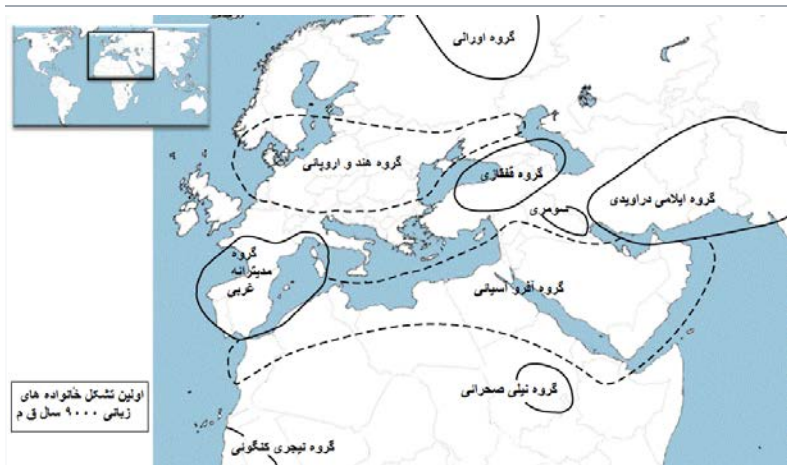 گروه اورالی
گروه هند و اروپائی
گروه قفقازی
گروه ایلامی دراویدی
سومری
گروه
مدیترانه
غربی
گروه آفرو آسیائی
گروه نیلی صحرائی
اولین تشکل خانواده های
زبانی ۹۰۰۰ سال ق م
گروه نیجری کنگوئی